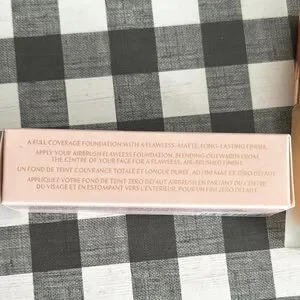 A FULL COVERAGE FOUNDATION WITH A FLAWLESS, MATTE, LONG-LASTING FINISH.
APPLY YOUR AIRBRUSH FLAWLESS FOUNDATION, BLENDING OUTWARDS FROM
THE CENTRE OF YOUR FACE FOR A FLAWLESS, AIR-BRUSHED FINISH.
UN FOND DE TEINT COUVRANCE TOTALE ET LONGUE DURÉE, AU FINI MAT ET ZÉRO DÉFAUT.
APPLIQUEZ VOTRE FOND DE TEINT ZÉRO DÉFAUT AIRBRUSH EN PARTANT DU CENTRE
DU VISAGE ET EN ESTOMPANT VERS L'EXTÉRIEUR, POUR UN FINI ZÉRO DÉFAUT.